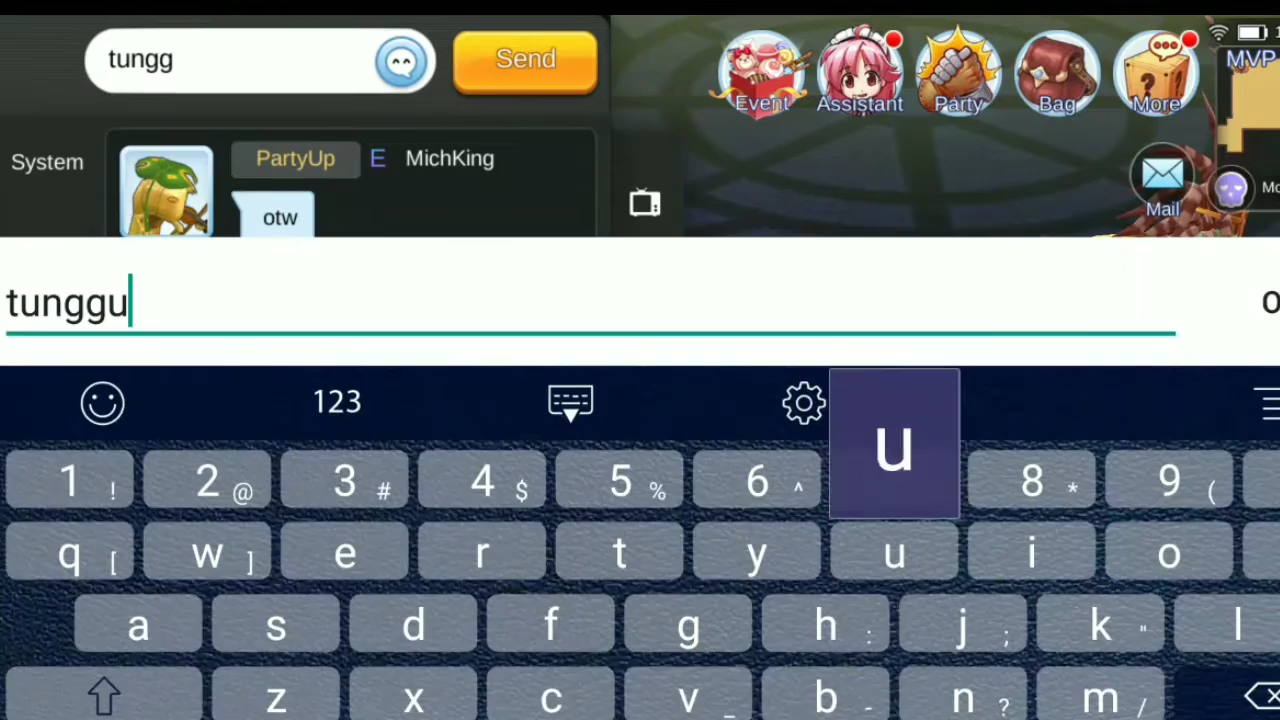 tungg
Send
Event
Assistant
Party
Bag
More
MVP
System
PartyUp
E
MichKing
otw
Mail
tunggu
123
u
1 !
2 @
3 #
4 $
5 %
6 ^
8 *
9 (
q [
w ]
e
r
t
y
u
i
o
a
s
d
f
g
h :
j ;
k "
l
z
x
c
v _
b -
n ?
m /